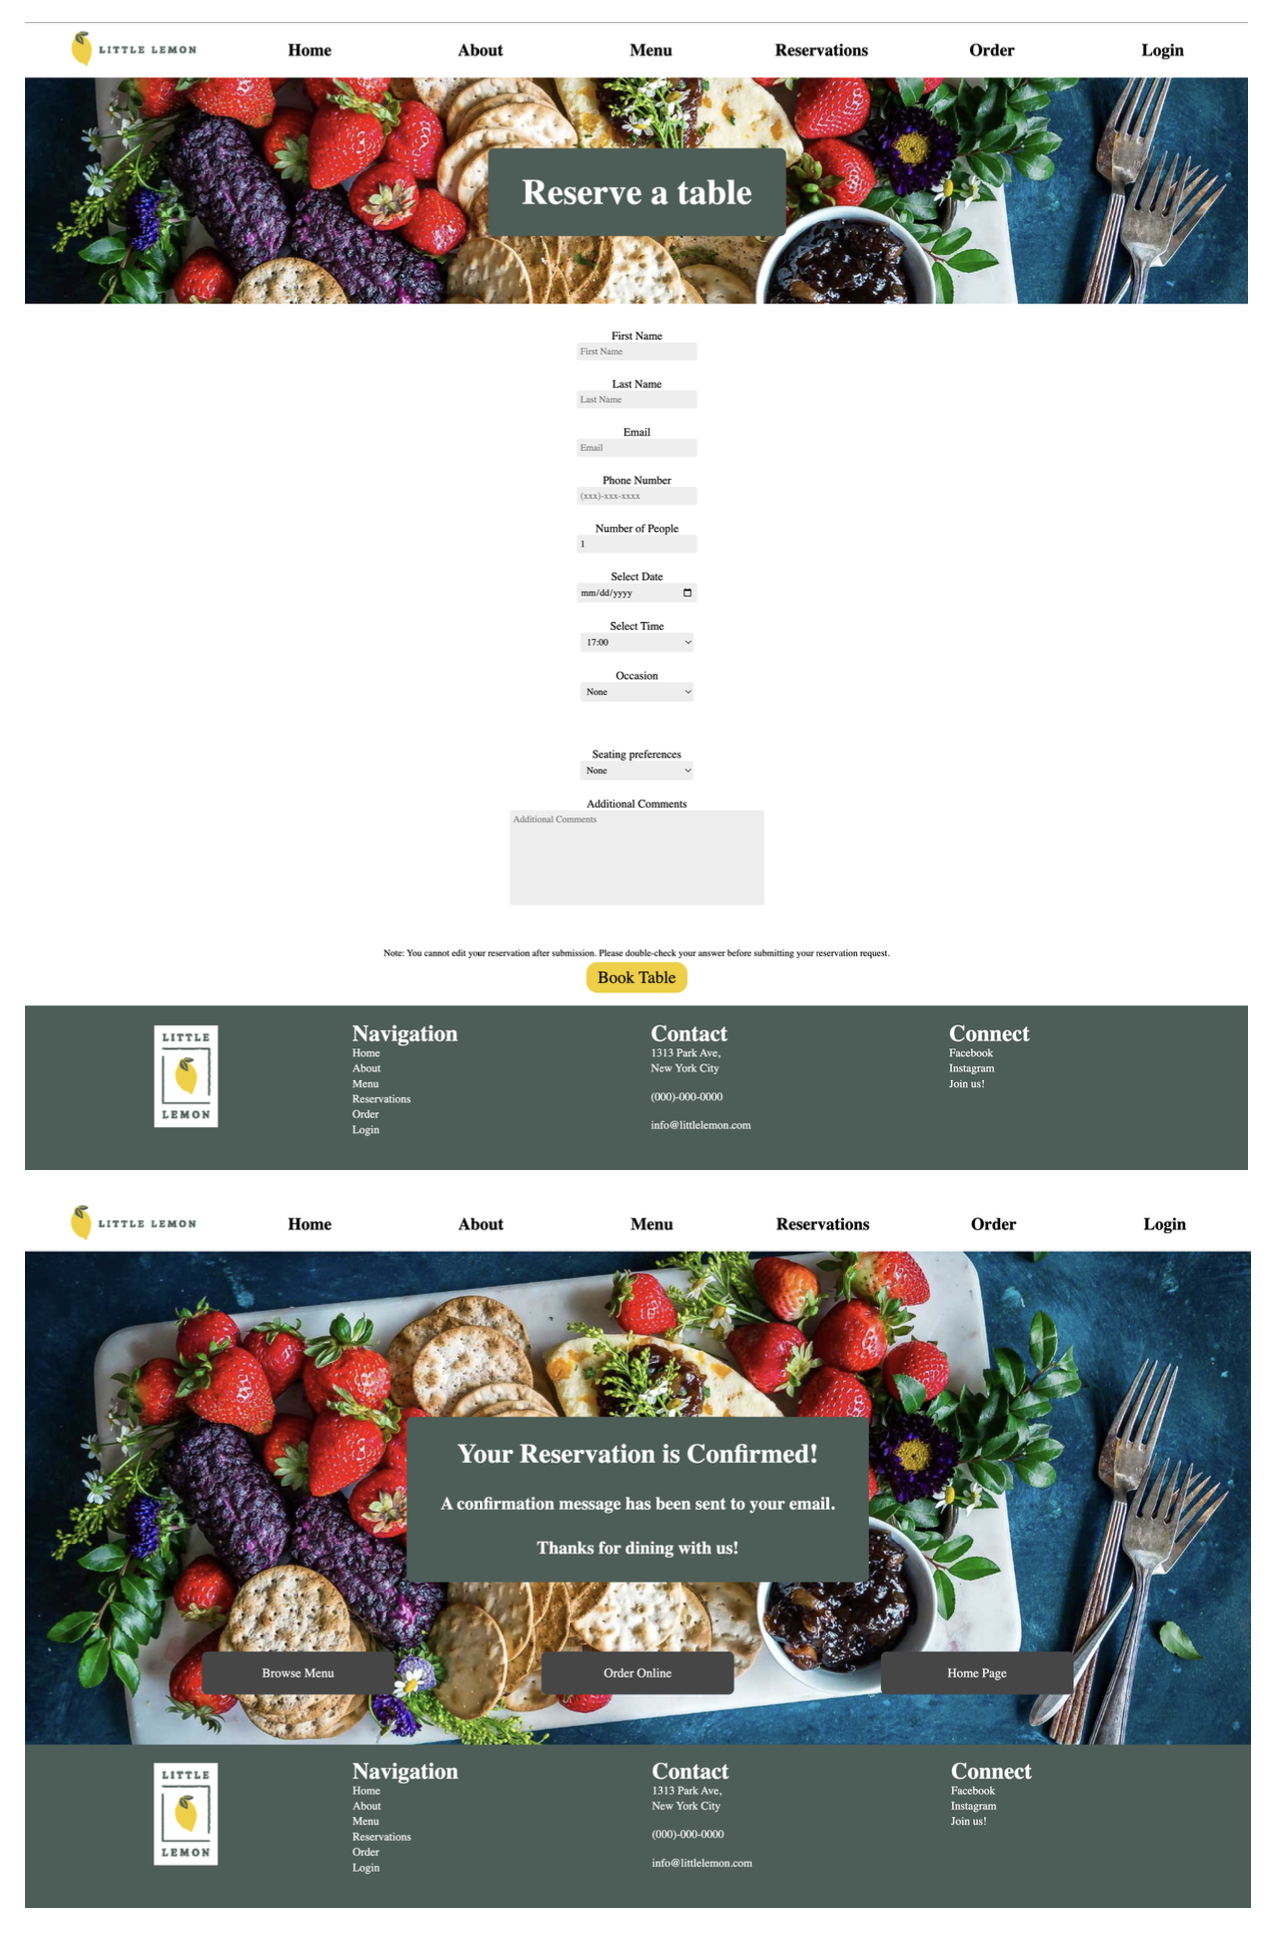 LITTLE LEMON
Home
About
Menu
Reservations
Order
Login
Reserve a table
First Name
First Name
Last Name
Last Name
Email
Email
Phone Number
(xxx)-xxx-xxxx
Number of People
1
Select Date
mm/dd/yyyy
Select Time
17:00
Occasion
None
Seating preferences
None
Additional Comments
Additional Comments
Note: You cannot edit your reservation after submission. Please double-check your answer before submitting your reservation request.
Book Table
LITTLE
LEMON
Navigation
Home
About
Menu
Reservations
Order
Login
Contact
1313 Park Ave,
New York City
(000)-000-0000
info@littlelemon.com
Connect
Facebook
Instagram
Join us!
LITTLE LEMON
Home
About
Menu
Reservations
Order
Login
Your Reservation is Confirmed!
A confirmation message has been sent to your email.
Thanks for dining with us!
Browse Menu
Order Online
Home Page
LITTLE
LEMON
Navigation
Home
About
Menu
Reservations
Order
Login
Contact
1313 Park Ave,
New York City
(000)-000-0000
info@littlelemon.com
Connect
Facebook
Instagram
Join us!